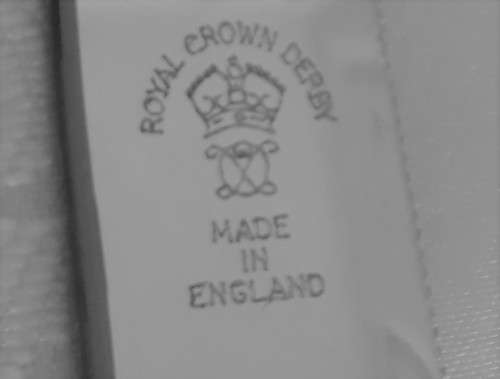 ROYAL CROWN DERBY
MADE
IN
ENGLAND